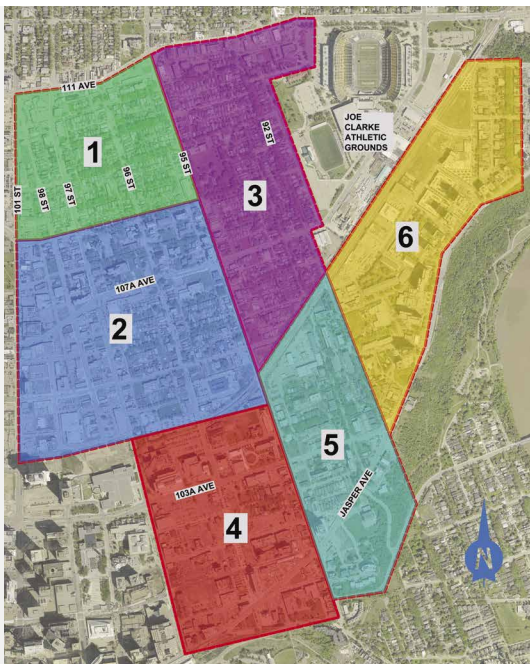 111 AVE
1
101 ST
98 ST
97 ST
96 ST
95 ST
92 ST
JOE
CLARKE
ATHLETIC
GROUNDS
3
6
107A AVE
2
5
103A AVE
4
JASPER AVE
N